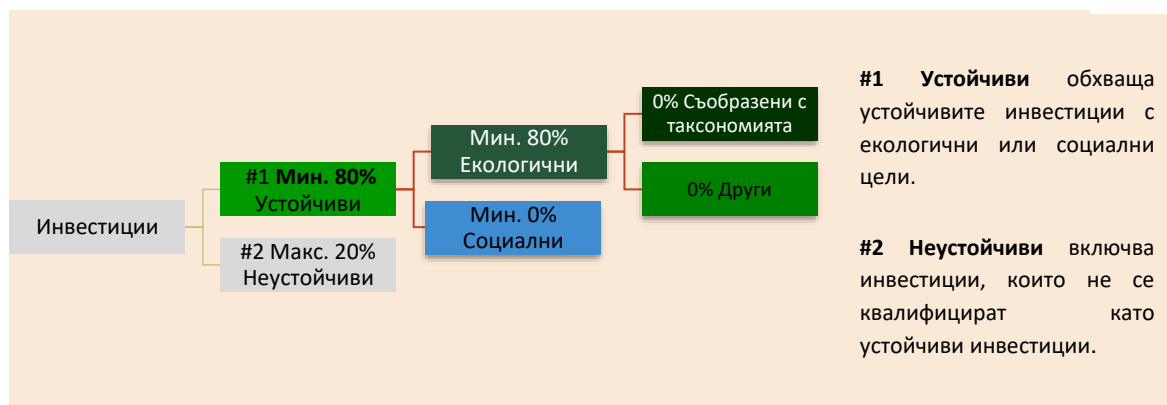 Инвестиции
#1 Мин. 80%
Устойчиви
#2 Макс. 20%
Неустойчиви
Мин. 80%
Екологични
Мин. 0%
Социални
0% Съобразени с
таксономията
0% Други
#1 Устойчиви обхваща
устойчивите инвестиции с
екологични или социални
цели.
#2 Неустойчиви включва
инвестиции, които не се
квалифицират като
устойчиви инвестиции.